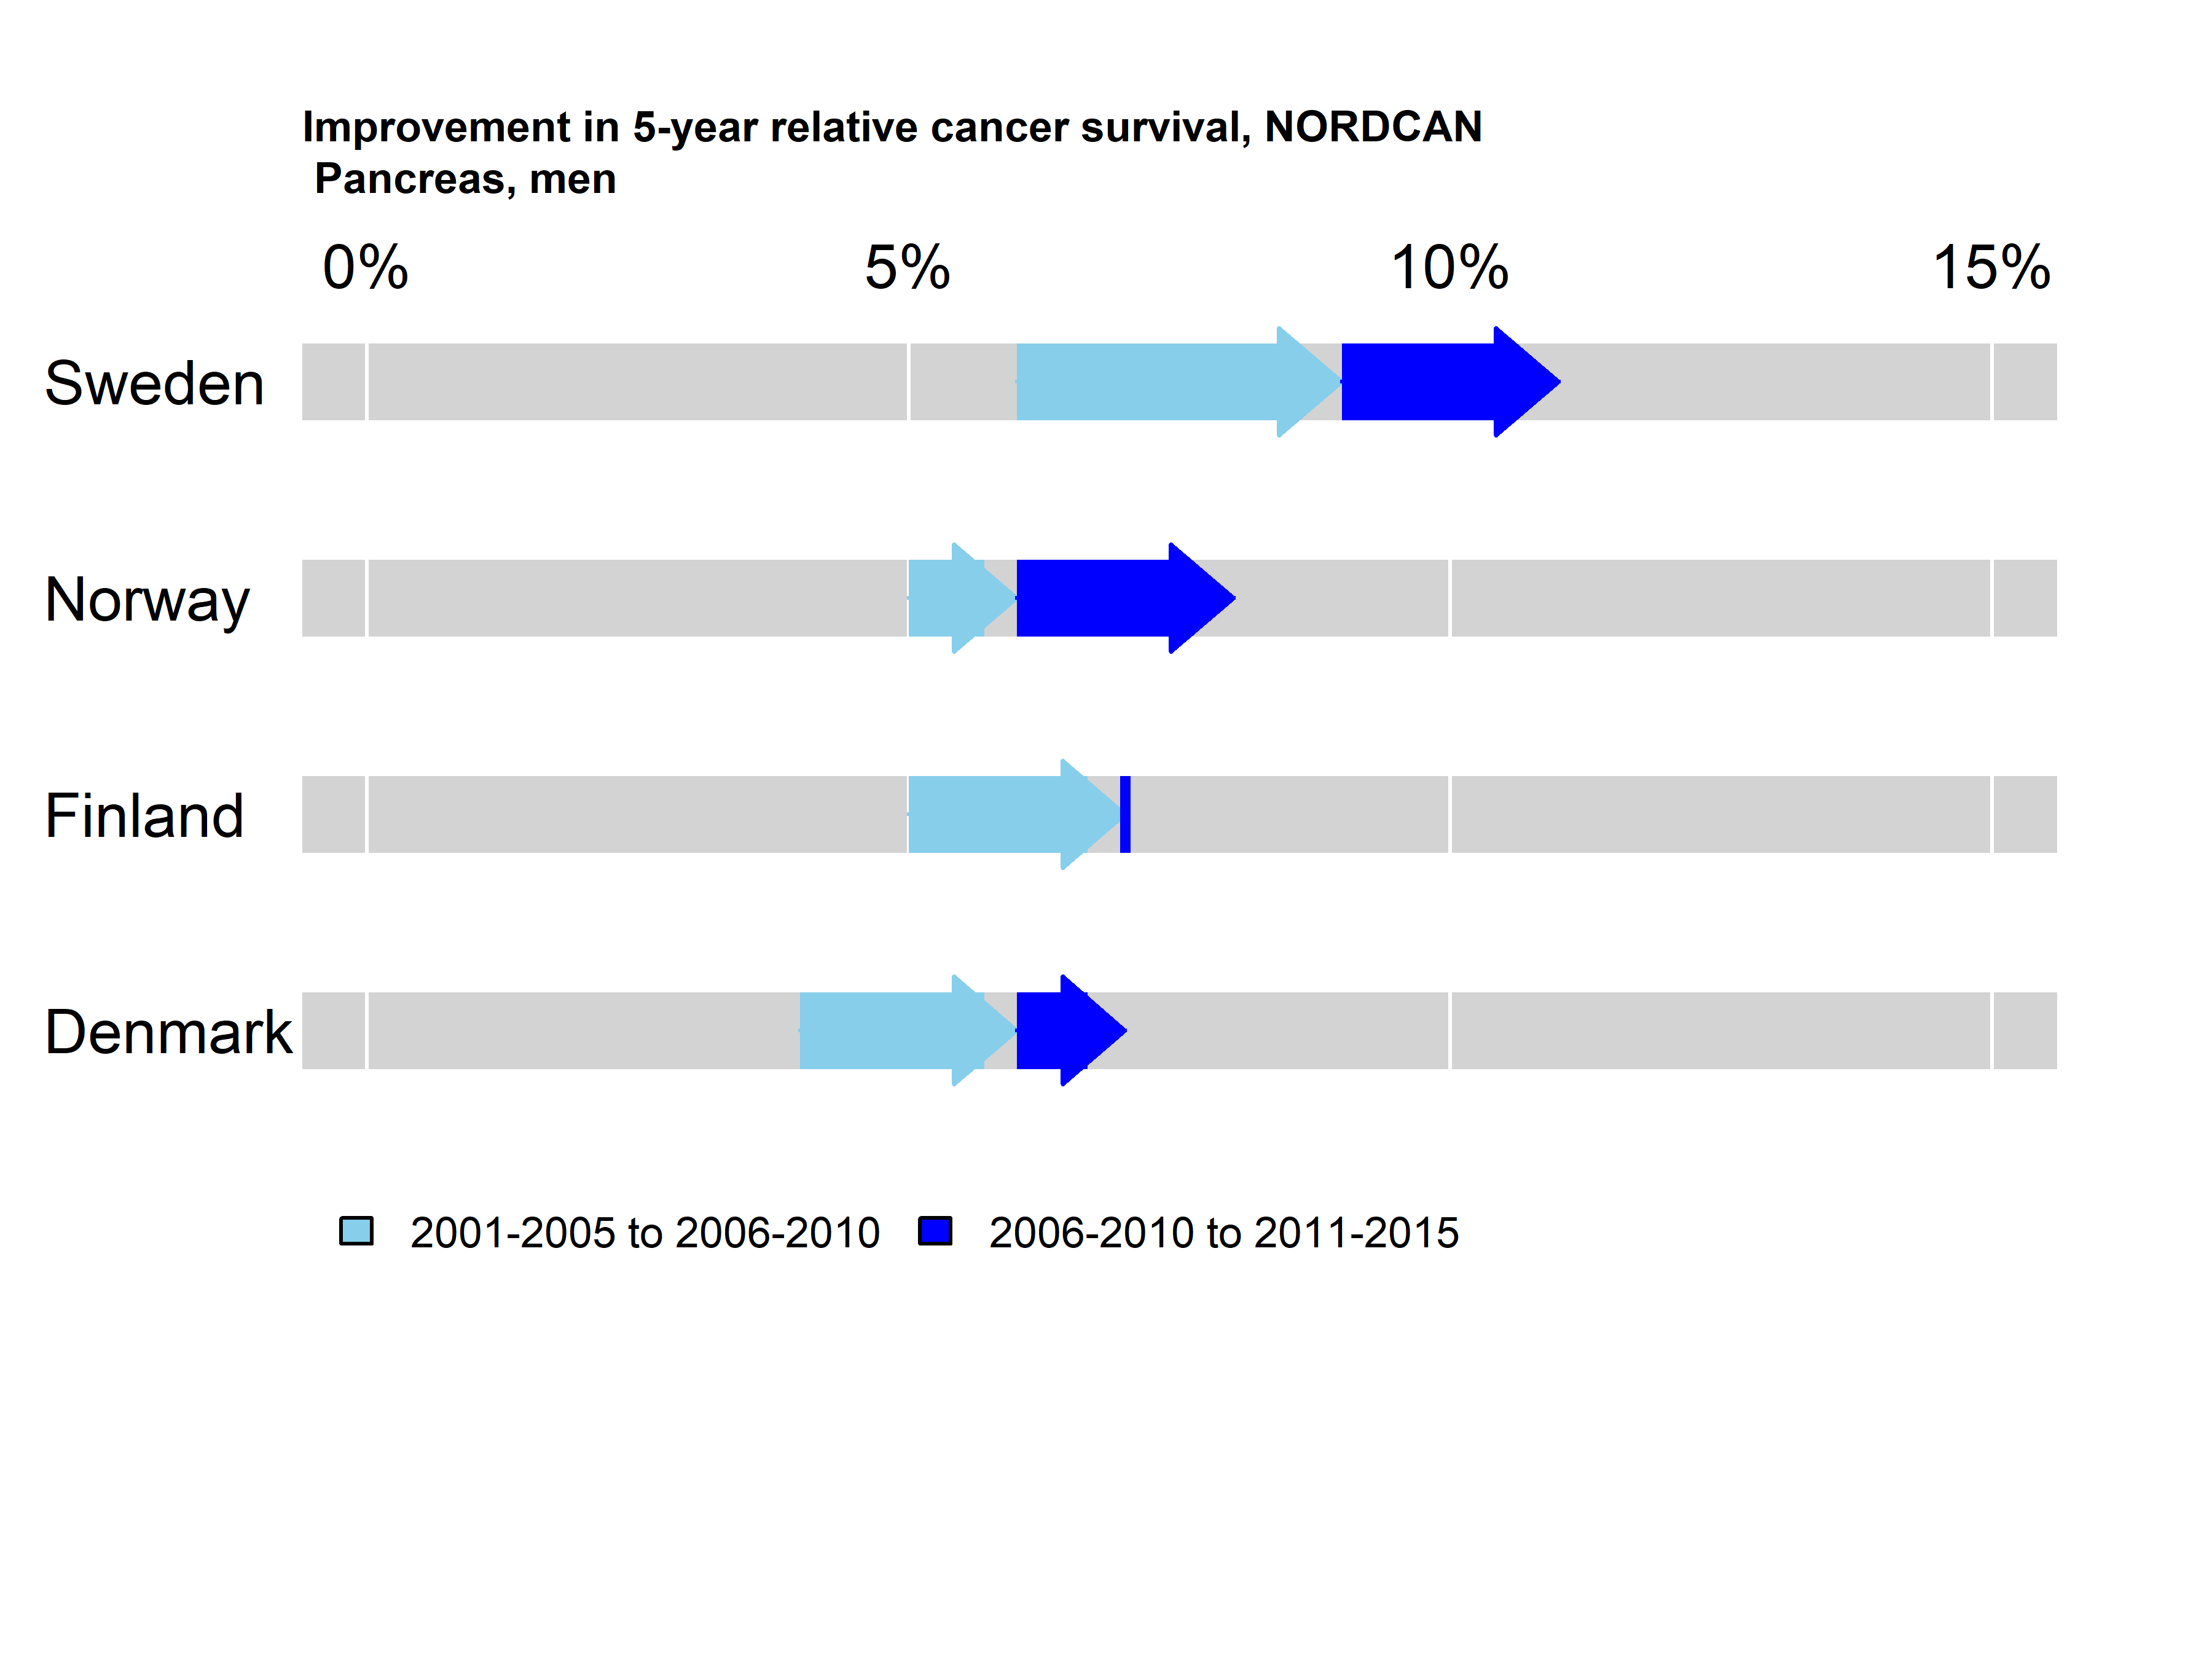 Improvement in 5-year relative cancer survival, NORDCAN
Pancreas, men
0% 5% 10% 15%
Sweden
Norway
Finland
Denmark
2001-2005 to 2006-2010 2006-2010 to 2011-2015